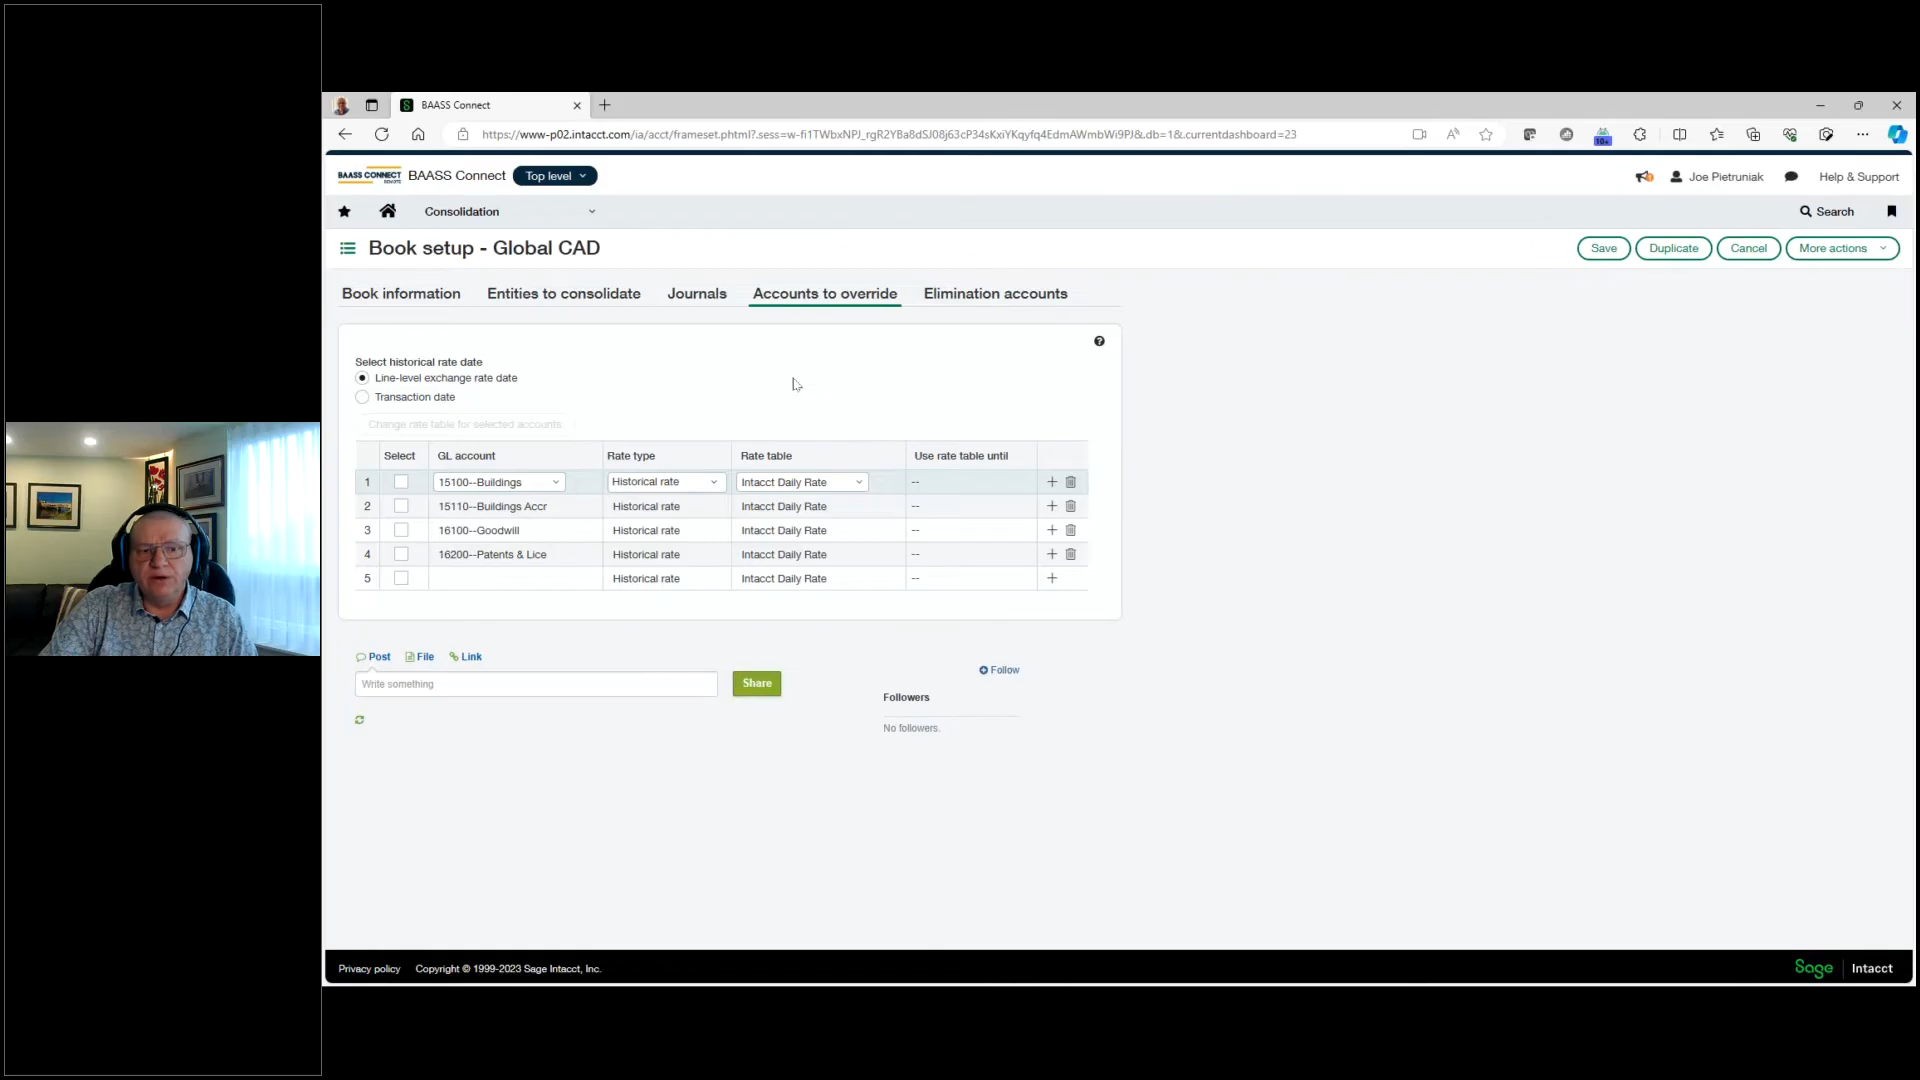 BAASS Connect
https://www-p02.intacct.com/ia/acct/frameset.phtml?.sess=w-fi1TWbxNPJ_rgR2YBa8dSJ08j63cP34sKxiYKqyfq4EdmAWmbWi9PJ&.db=1&.currentdashboard=23
10+
BAASS CONNECT
BAASS Connect
Top level
Joe Pietruniak
Help & Support
Consolidation
Search
Book setup - Global CAD
Save
Duplicate
Cancel
More actions
Book information
Entities to consolidate
Journals
Accounts to override
Elimination accounts
Select historical rate date
Line-level exchange rate date
Transaction date
Change rate table for selected accounts
Select GL account Rate type Rate table Use rate table until
1 15100--Buildings Historical rate Intacct Daily Rate --
2 15110--Buildings Accr Historical rate Intacct Daily Rate --
3 16100--Goodwill Historical rate Intacct Daily Rate --
4 16200--Patents & Lice Historical rate Intacct Daily Rate --
5 Historical rate Intacct Daily Rate --
Post File Link
Write something
Share
Follow
Followers
No followers.
Privacy policy Copyright © 1999-2023 Sage Intacct, Inc.
Sage Intacct